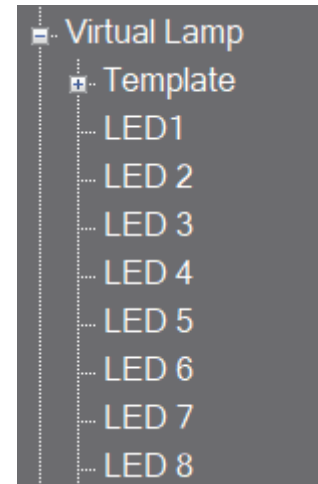 Virtual Lamp
Template
LED1
LED 2
LED 3
LED 4
LED 5
LED 6
LED 7
LED 8